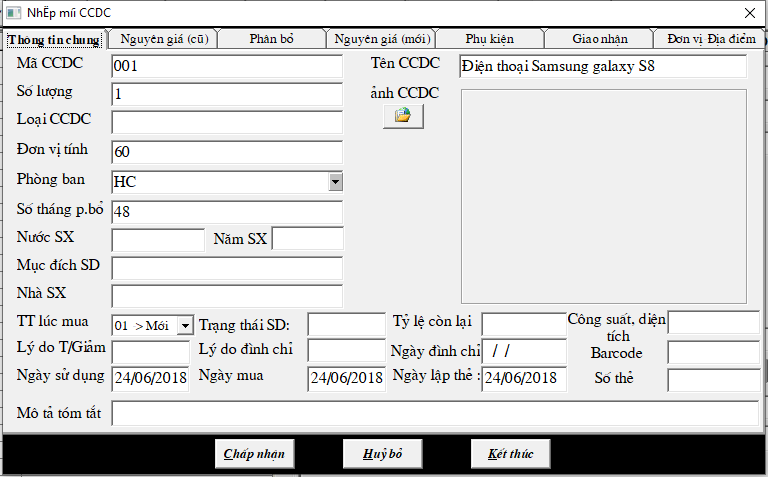 NhËp míi CCDC
Thông tin chung Nguyên giá (cũ) Phân bổ Nguyên giá (mới) Phụ kiện Giao nhận Đơn vị Địa điểm
Mã CCDC 001 Tên CCDC Điện thoại Samsung galaxy S8
Số lượng 1 ảnh CCDC
Loại CCDC
Đơn vị tính 60
Phòng ban HC
Số tháng p.bổ 48
Nước SX Năm SX
Mục đích SD
Nhà SX
TT lúc mua 01 > Mới Trạng thái SD: Tỷ lệ còn lại Công suất, diện
tích
Lý do T/Giảm Lý do đình chỉ Ngày đình chỉ / / Barcode
Ngày sử dụng 24/06/2018 Ngày mua 24/06/2018 Ngày lập thẻ : 24/06/2018 Số thẻ
Mô tả tóm tắt
Chấp nhận Huỷ bỏ Kết thúc